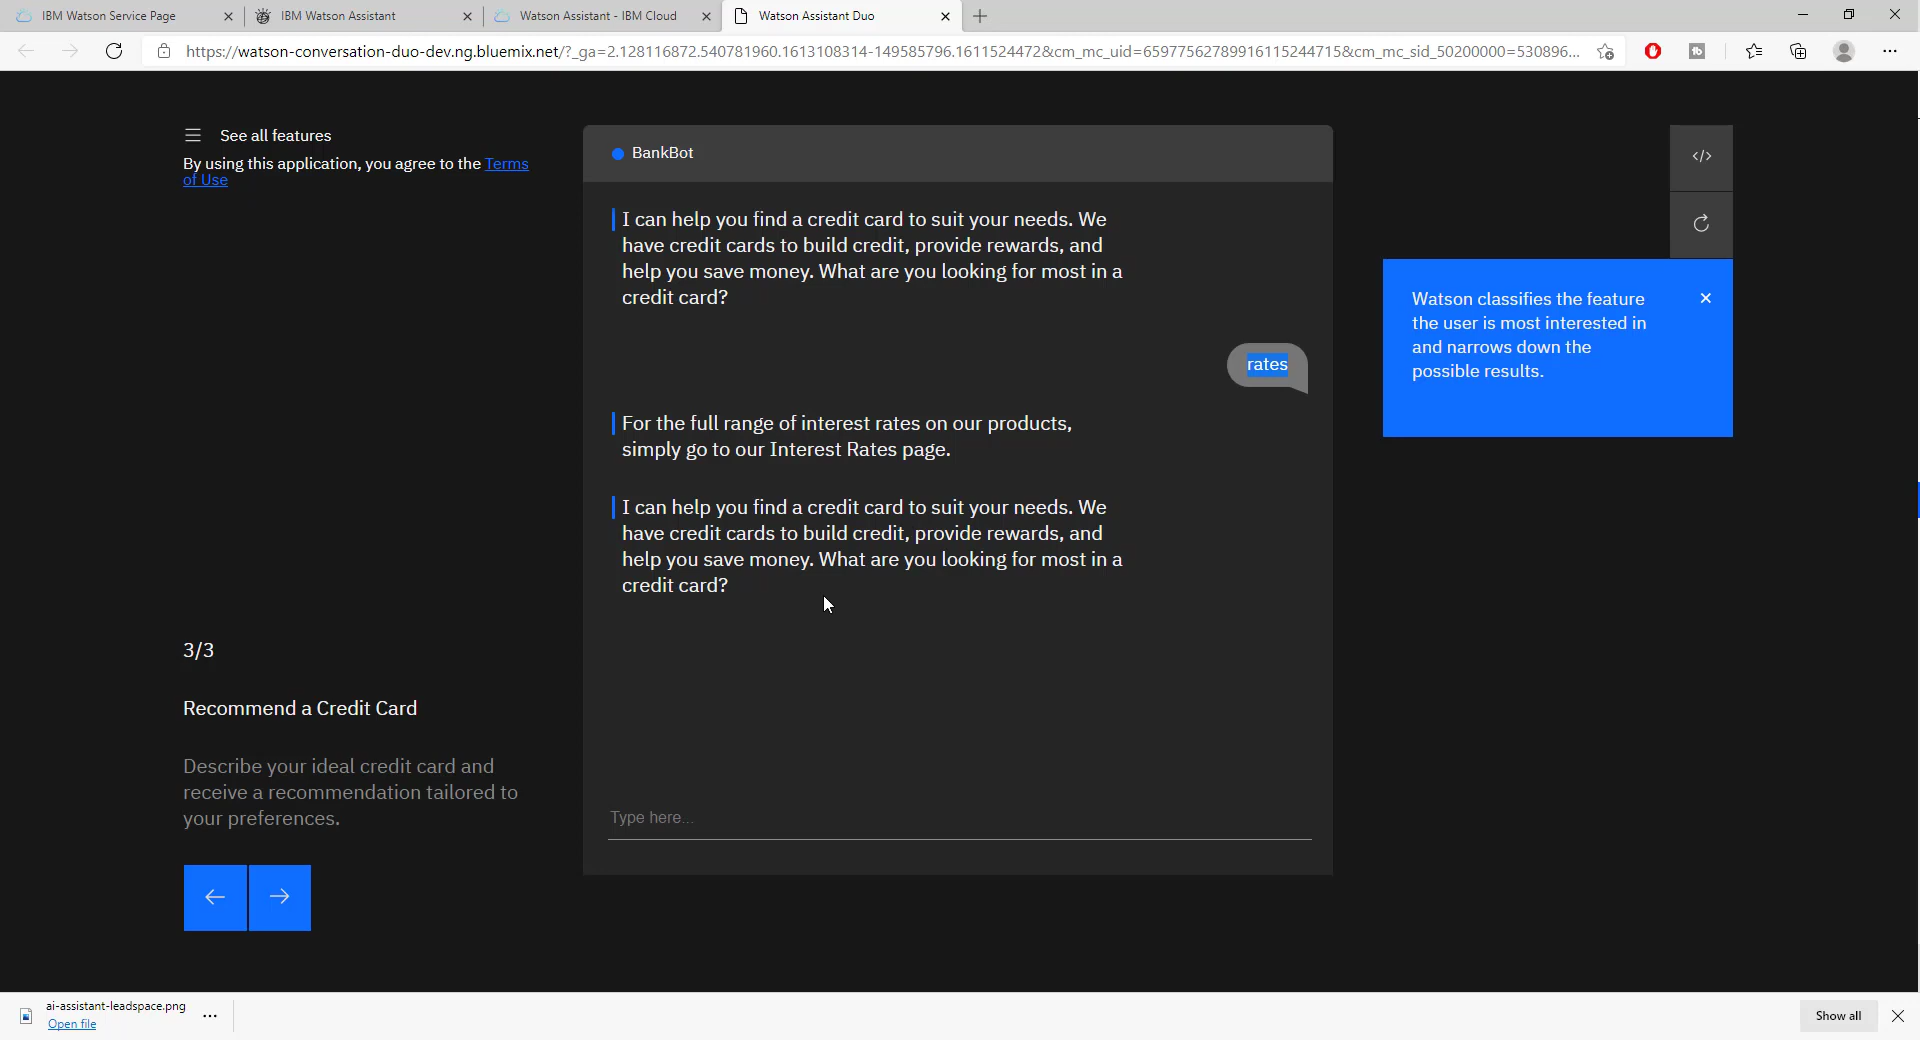 IBM Watson Service Page
IBM Watson Assistant
Watson Assistant - IBM Cloud
Watson Assistant Duo
https://watson-conversation-duo-dev.ng.bluemix.net/?_ga=2.128116872.540781960.1613108314-149585796.1611524472&cm_mc_uid=65977562789916115244715&cm_mc_sid_50200000=530896...
See all features
By using this application, you agree to the Terms
of Use
BankBot
</>
I can help you find a credit card to suit your needs. We
have credit cards to build credit, provide rewards, and
help you save money. What are you looking for most in a
credit card?
Watson classifies the feature
the user is most interested in
and narrows down the
possible results.
rates
For the full range of interest rates on our products,
simply go to our Interest Rates page.
I can help you find a credit card to suit your needs. We
have credit cards to build credit, provide rewards, and
help you save money. What are you looking for most in a
credit card?
3/3
Recommend a Credit Card
Describe your ideal credit card and
receive a recommendation tailored to
your preferences.
Type here...
ai-assistant-leadspace.png
Open file
Show all